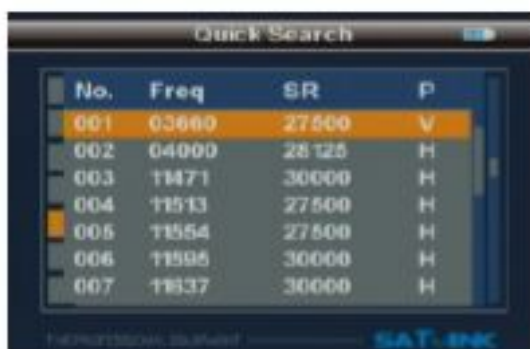 Quick Search
No. Freq SR P
001 03660 27500 V
002 04000 28125 H
003 11471 30000 H
004 11513 27500 H
005 11554 27500 H
006 11595 30000 H
007 11637 30000 H
SATLINK